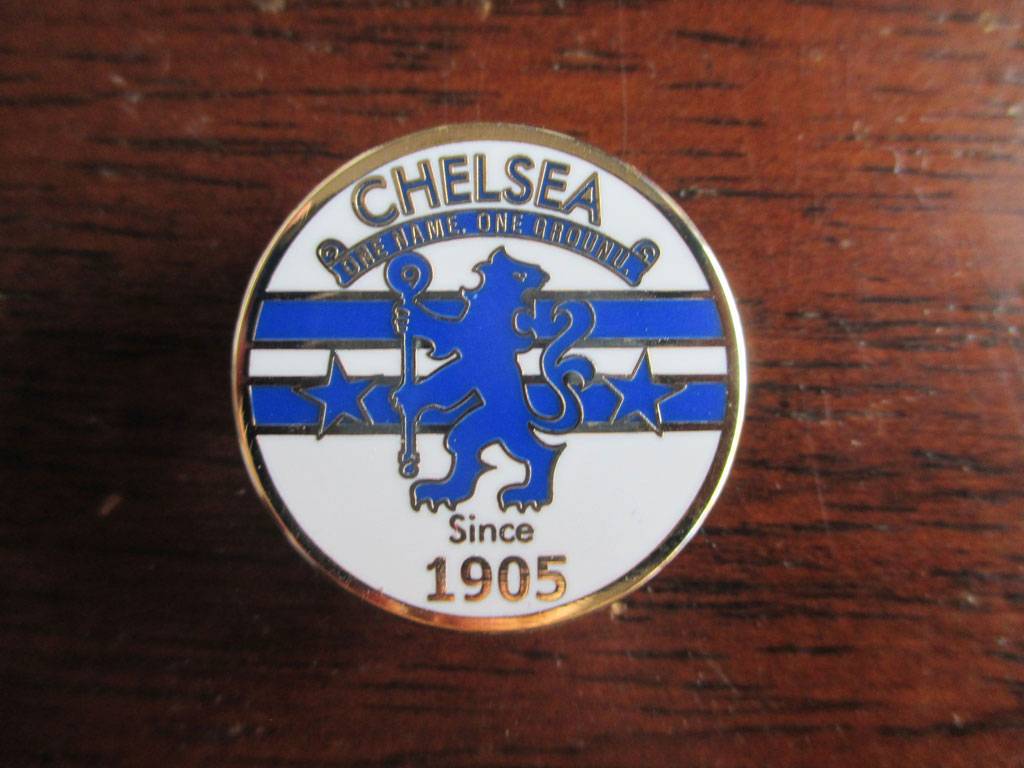 CHELSEA
ONE NAME. ONE GROUND.
Since
1905